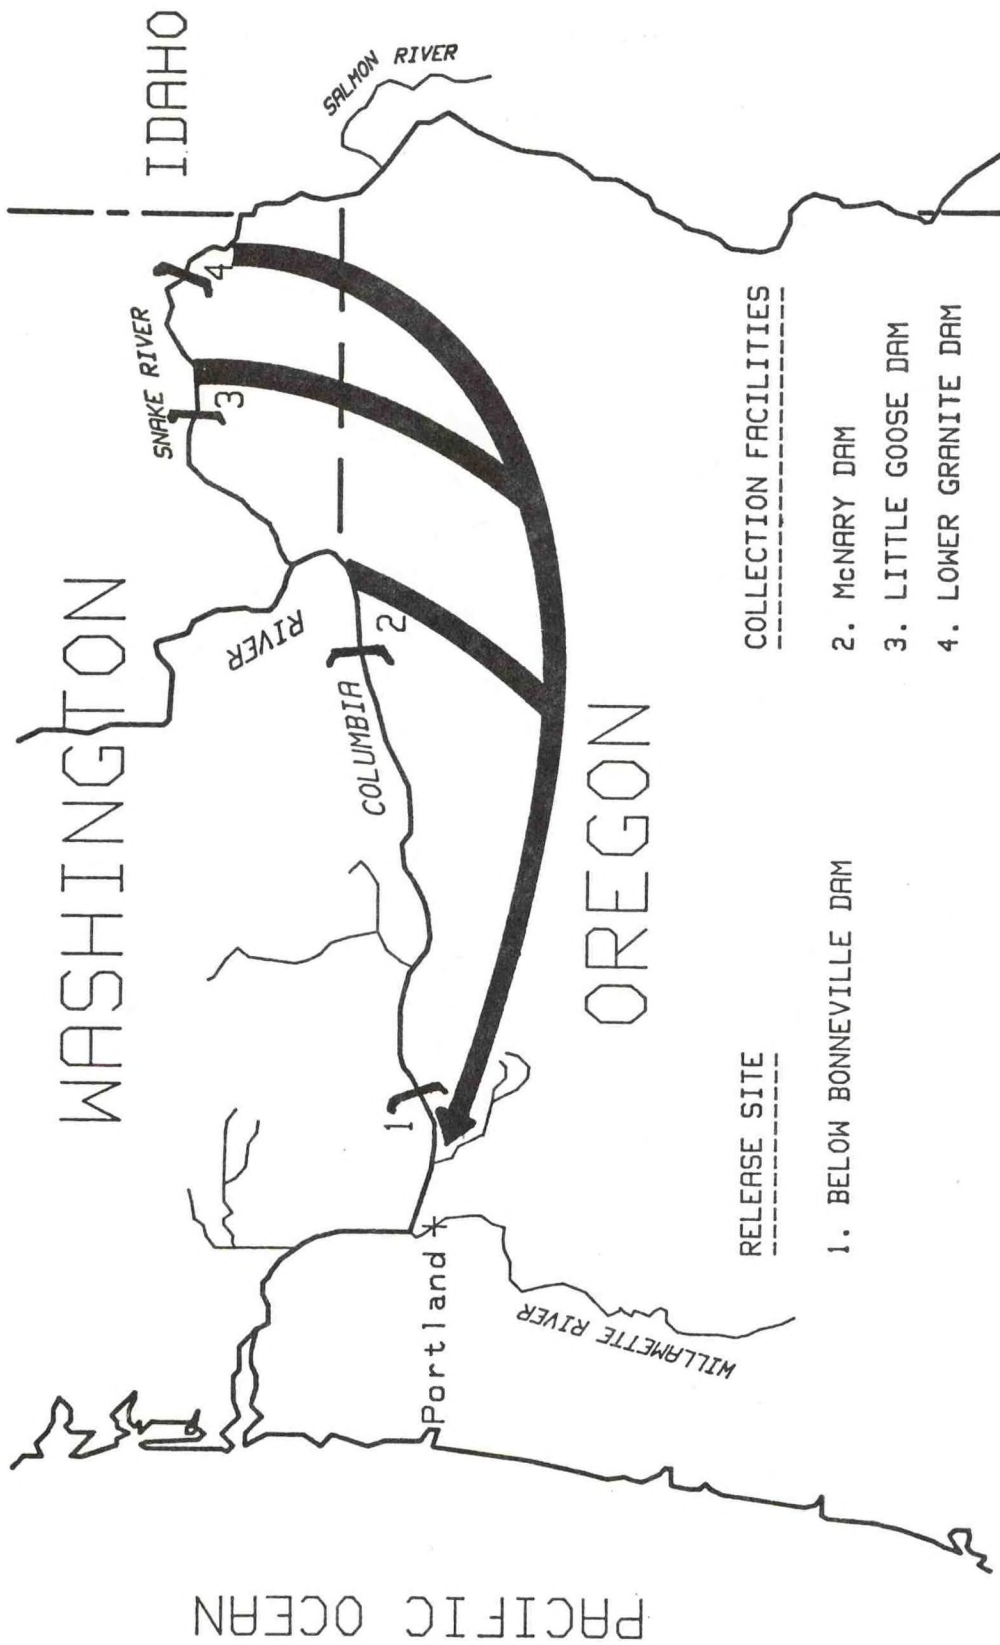 WASHINGTON
IDAHO
SALMON RIVER
SNAKE RIVER
4
3
RIVER
2
COLUMBIA
1
Portland
OREGON
WILLAMETTE RIVER
PACIFIC OCEAN
RELEASE SITE
1. BELOW BONNEVILLE DAM
COLLECTION FACILITIES
2. McNARY DAM
3. LITTLE GOOSE DAM
4. LOWER GRANITE DAM